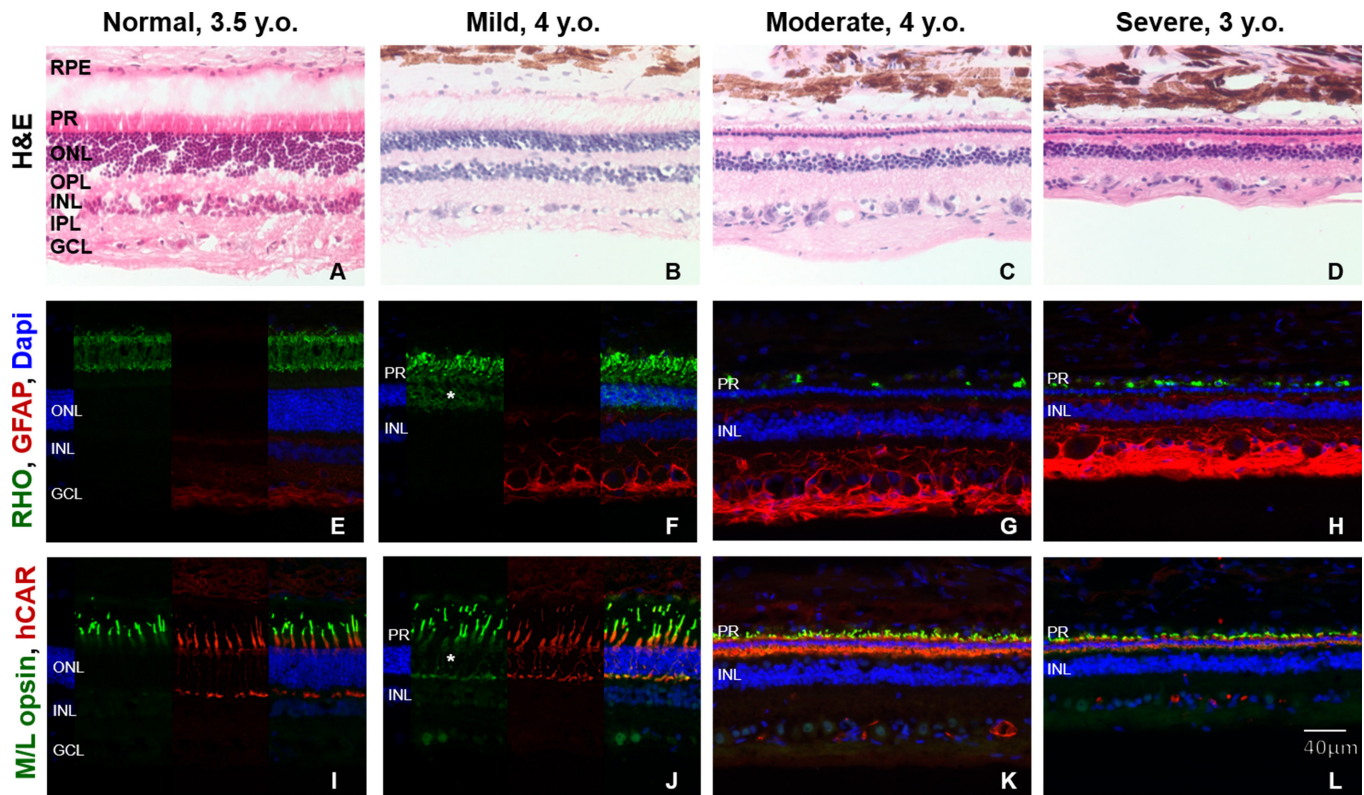 Normal, 3.5 y.o.
Mild, 4 y.o.
Moderate, 4 y.o.
Severe, 3 y.o.
H&E
RPE
PR
ONL
OPL
INL
IPL
GCL
A
B
C
D
RHO, GFAP, Dapi
ONL
INL
GCL
E
PR
*
INL
F
PR
INL
G
PR
INL
H
M/L opsin, hCAR
ONL
INL
GCL
I
PR
*
INL
J
PR
INL
K
PR
INL
40µm
L